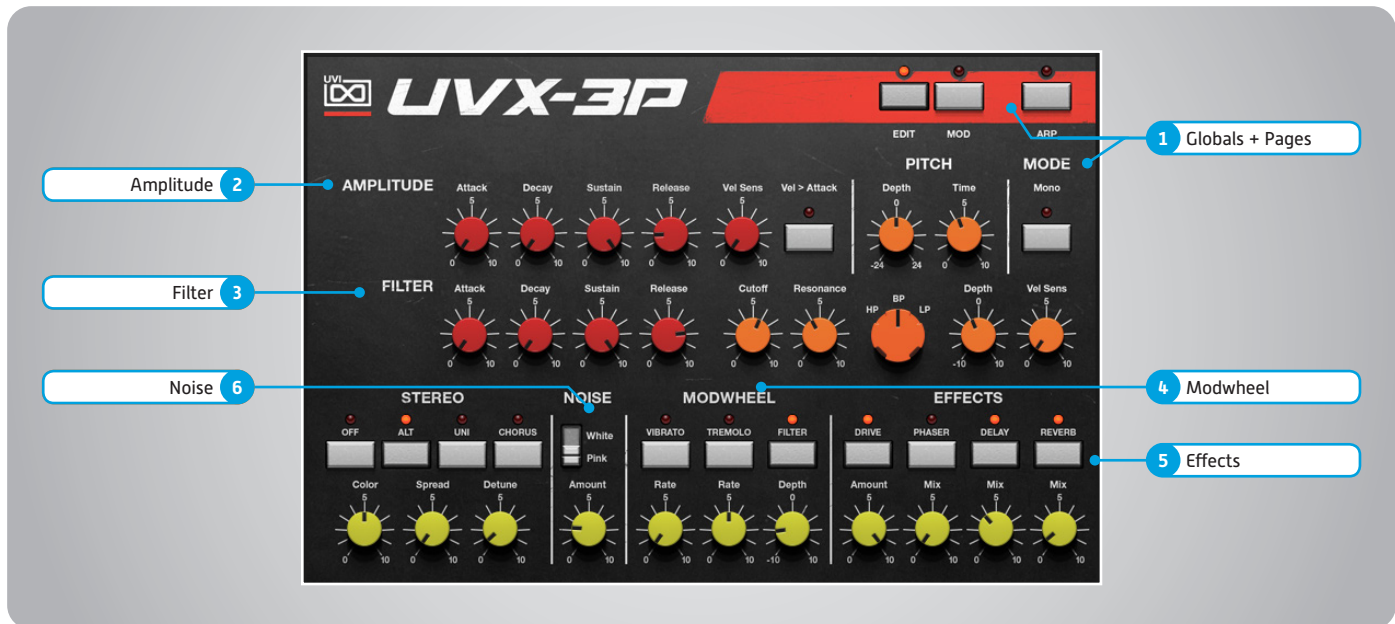 UVI
UVX-3P
EDIT MOD ARP
1 Globals + Pages
PITCH MODE
Amplitude 2
AMPLITUDE Attack Decay Sustain Release Vel Sens Vel > Attack Depth Time Mono
5 5 5 5 5 0 5
0 10 0 10 0 10 0 10 0 10 -24 24 0 10
Filter 3
FILTER Attack Decay Sustain Release Cutoff Resonance Depth Vel Sens
5 5 5 5 5 5 HP BP LP 0 5
0 10 0 10 0 10 0 10 0 10 0 10 -10 10 0 10
Noise 6
4 Modwheel
STEREO NOISE MODWHEEL EFFECTS
OFF ALT UNI CHORUS White VIBRATO TREMOLO FILTER DRIVE PHASER DELAY REVERB
Pink
5 Effects
Color Spread Detune Amount Rate Rate Depth Amount Mix Mix Mix
5 5 5 5 5 5 0 5 5 5 5
0 10 0 10 0 10 0 10 0 10 0 10 -10 10 0 10 0 10 0 10 0 10